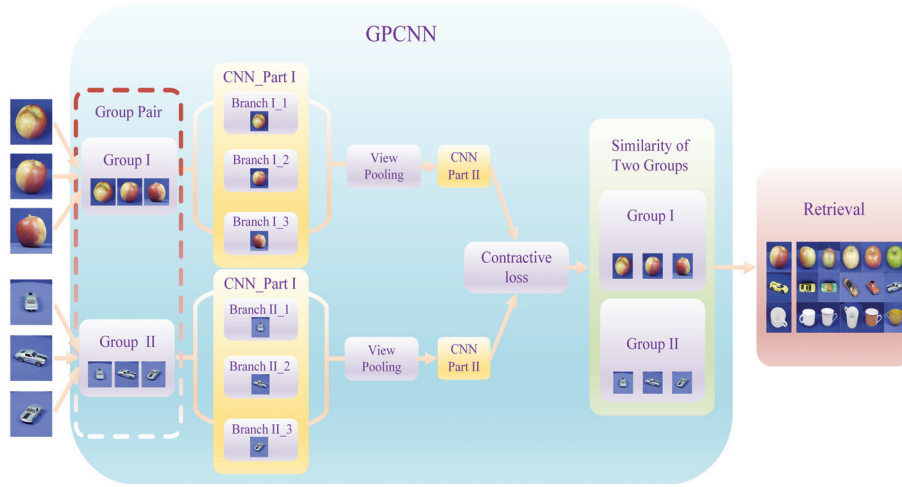 GPCNN
Group Pair
Group I
Group II
CNN_Part I
Branch I_1
Branch I_2
Branch I_3
CNN_Part I
Branch II_1
Branch II_2
Branch II_3
View
Pooling
CNN
Part II
View
Pooling
CNN
Part II
Contractive
loss
Similarity of
Two Groups
Group I
Group II
Retrieval